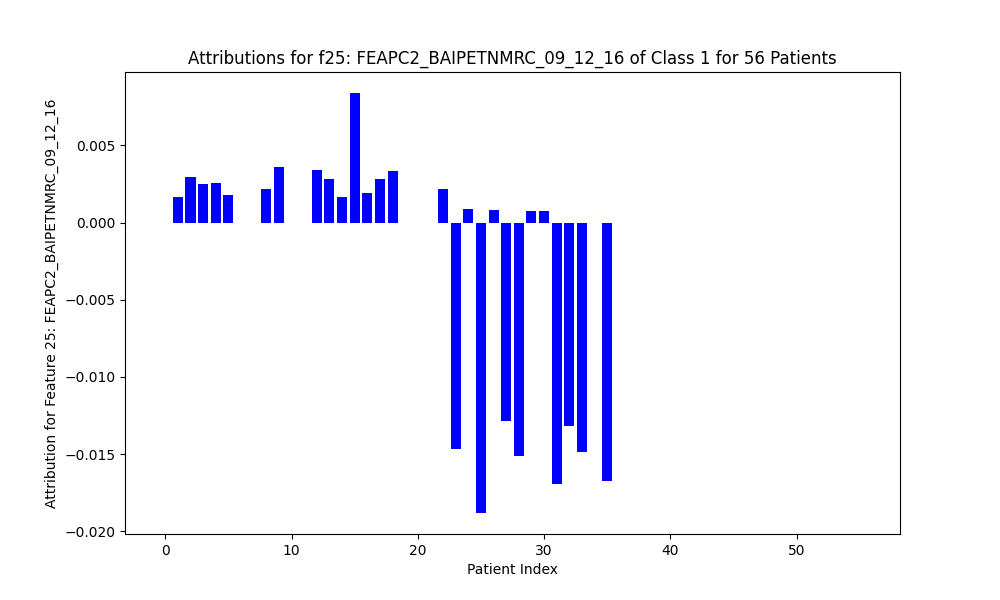 Attributions for f25: FEAPC2_BAIPETNMRC_09_12_16 of Class 1 for 56 Patients
Attribution for Feature 25: FEAPC2_BAIPETNMRC_09_12_16
0.005
0.000
−0.005
−0.010
−0.015
−0.020
0 10 20 30 40 50
Patient Index